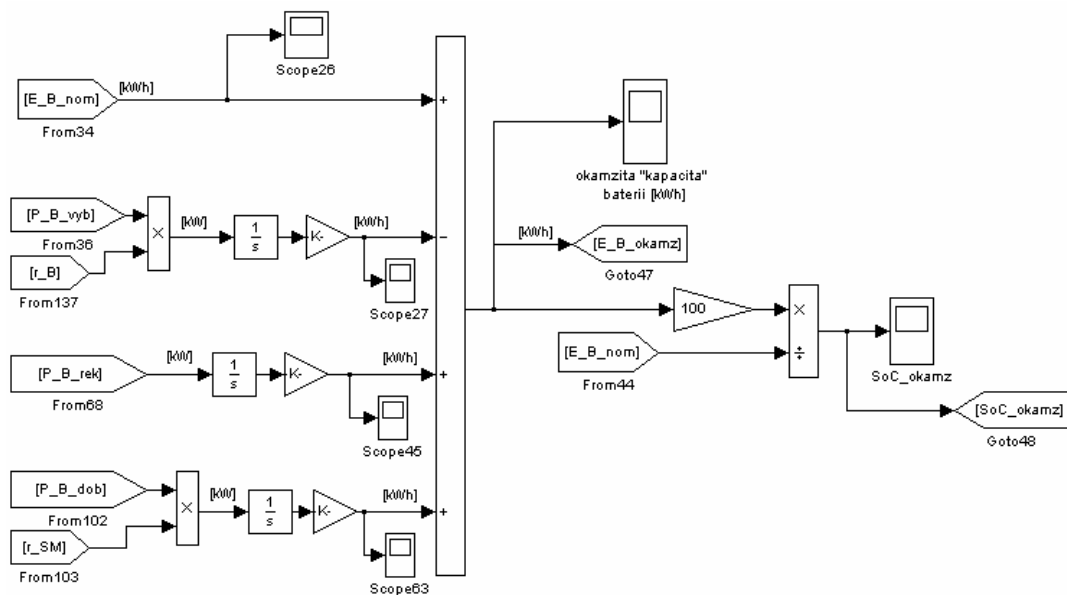 Scope26
[kWh]
[E_B_nom]
+
From34
okamzita "kapacita"
baterii [kWh]
[P_B_vyb]
[kW]
[kWh]
×
1
s
K-
−
From36
[r_B]
From137
Scope27
[kWh]
[E_B_okamz]
Goto47
100
×
[E_B_nom]
÷
From44
SoC_okamz
[P_B_rek]
[kW]
1
s
K-
[kWh]
+
From68
Scope45
[SoC_okamz]
Goto48
[P_B_dob]
[kW]
[kWh]
×
1
s
K-
+
From102
[r_SM]
From103
Scope63